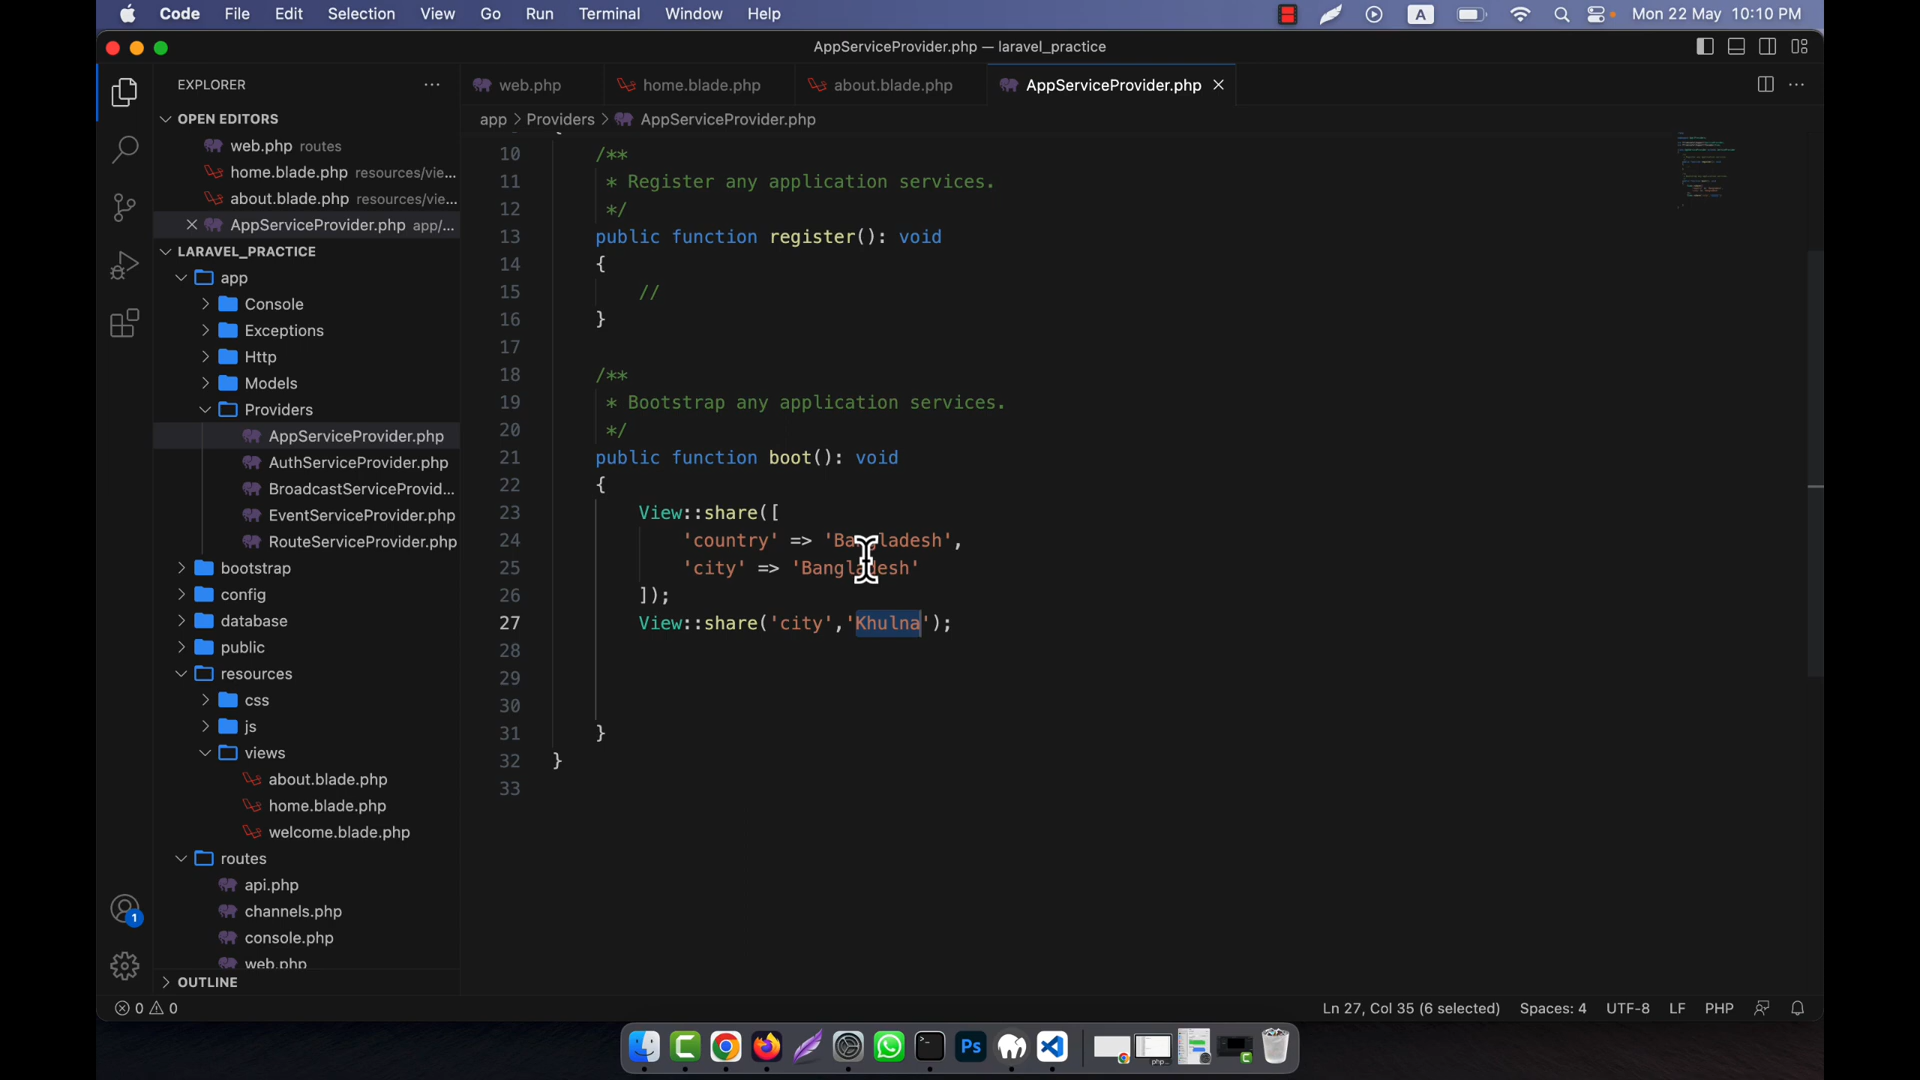 Code File Edit Selection View Go Run Terminal Window Help A Mon 22 May 10:10 PM
AppServiceProvider.php — laravel_practice
EXPLORER
OPEN EDITORS
web.php routes
home.blade.php resources/vie...
about.blade.php resources/vie...
AppServiceProvider.php app/...
LARAVEL_PRACTICE
app
Console
Exceptions
Http
Models
Providers
AppServiceProvider.php
AuthServiceProvider.php
BroadcastServiceProvid...
EventServiceProvider.php
RouteServiceProvider.php
bootstrap
config
database
public
resources
css
js
views
about.blade.php
home.blade.php
welcome.blade.php
routes
api.php
channels.php
console.php
web.php
OUTLINE
1
web.php home.blade.php about.blade.php AppServiceProvider.php
app > Providers > AppServiceProvider.php
10 /**
11 * Register any application services.
12 */
13 public function register(): void
14 {
15 //
16 }
17
18 /**
19 * Bootstrap any application services.
20 */
21 public function boot(): void
22 {
23 View::share([
24 'country' => 'Bangladesh',
25 'city' => 'Bangladesh'
26 ]);
27 View::share('city','Khulna');
28
29
30
31 }
32 }
33
0 0 Ln 27, Col 35 (6 selected) Spaces: 4 UTF-8 LF PHP
Ps